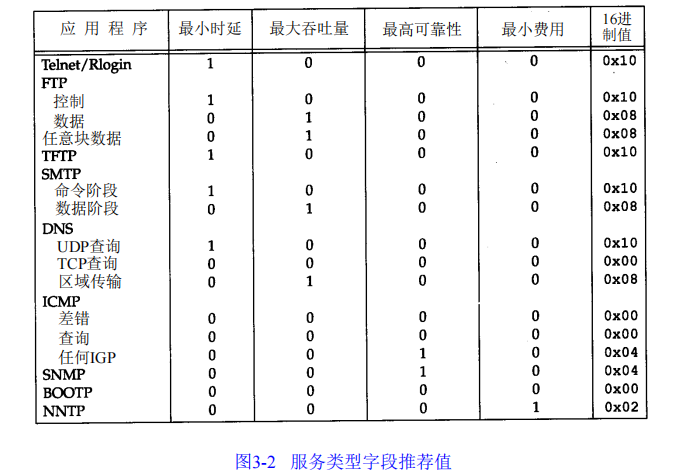 应用程序 最小时延 最大吞吐量 最高可靠性 最小费用 16进制值
Telnet/Rlogin 1 0 0 0 0x10
FTP
控制 1 0 0 0 0x10
数据 0 1 0 0 0x08
任意块数据 0 1 0 0 0x08
TFTP 1 0 0 0 0x10
SMTP
命令阶段 1 0 0 0 0x10
数据阶段 0 1 0 0 0x08
DNS
UDP查询 1 0 0 0 0x10
TCP查询 0 0 0 0 0x00
区域传输 0 1 0 0 0x08
ICMP
差错 0 0 0 0 0x00
查询 0 0 0 0 0x00
任何IGP 0 0 1 0 0x04
SNMP 0 0 1 0 0x04
BOOTP 0 0 0 0 0x00
NNTP 0 0 0 1 0x02
图3-2 服务类型字段推荐值